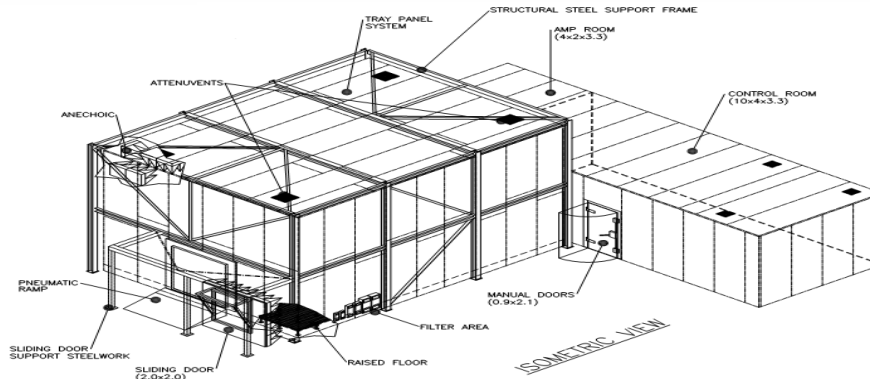 STRUCTURAL STEEL SUPPORT FRAME
TRAY PANEL
SYSTEM
AMP ROOM
(4x2x3.3)
ATTENUVENTS
CONTROL ROOM
(10x4x3.3)
ANECHOIC
PNEUMATIC
RAMP
MANUAL DOORS
(0.9x2.1)
FILTER AREA
SLIDING DOOR
SUPPORT STEELWORK
RAISED FLOOR
SLIDING DOOR
(2.0x2.0)
ISOMETRIC VIEW